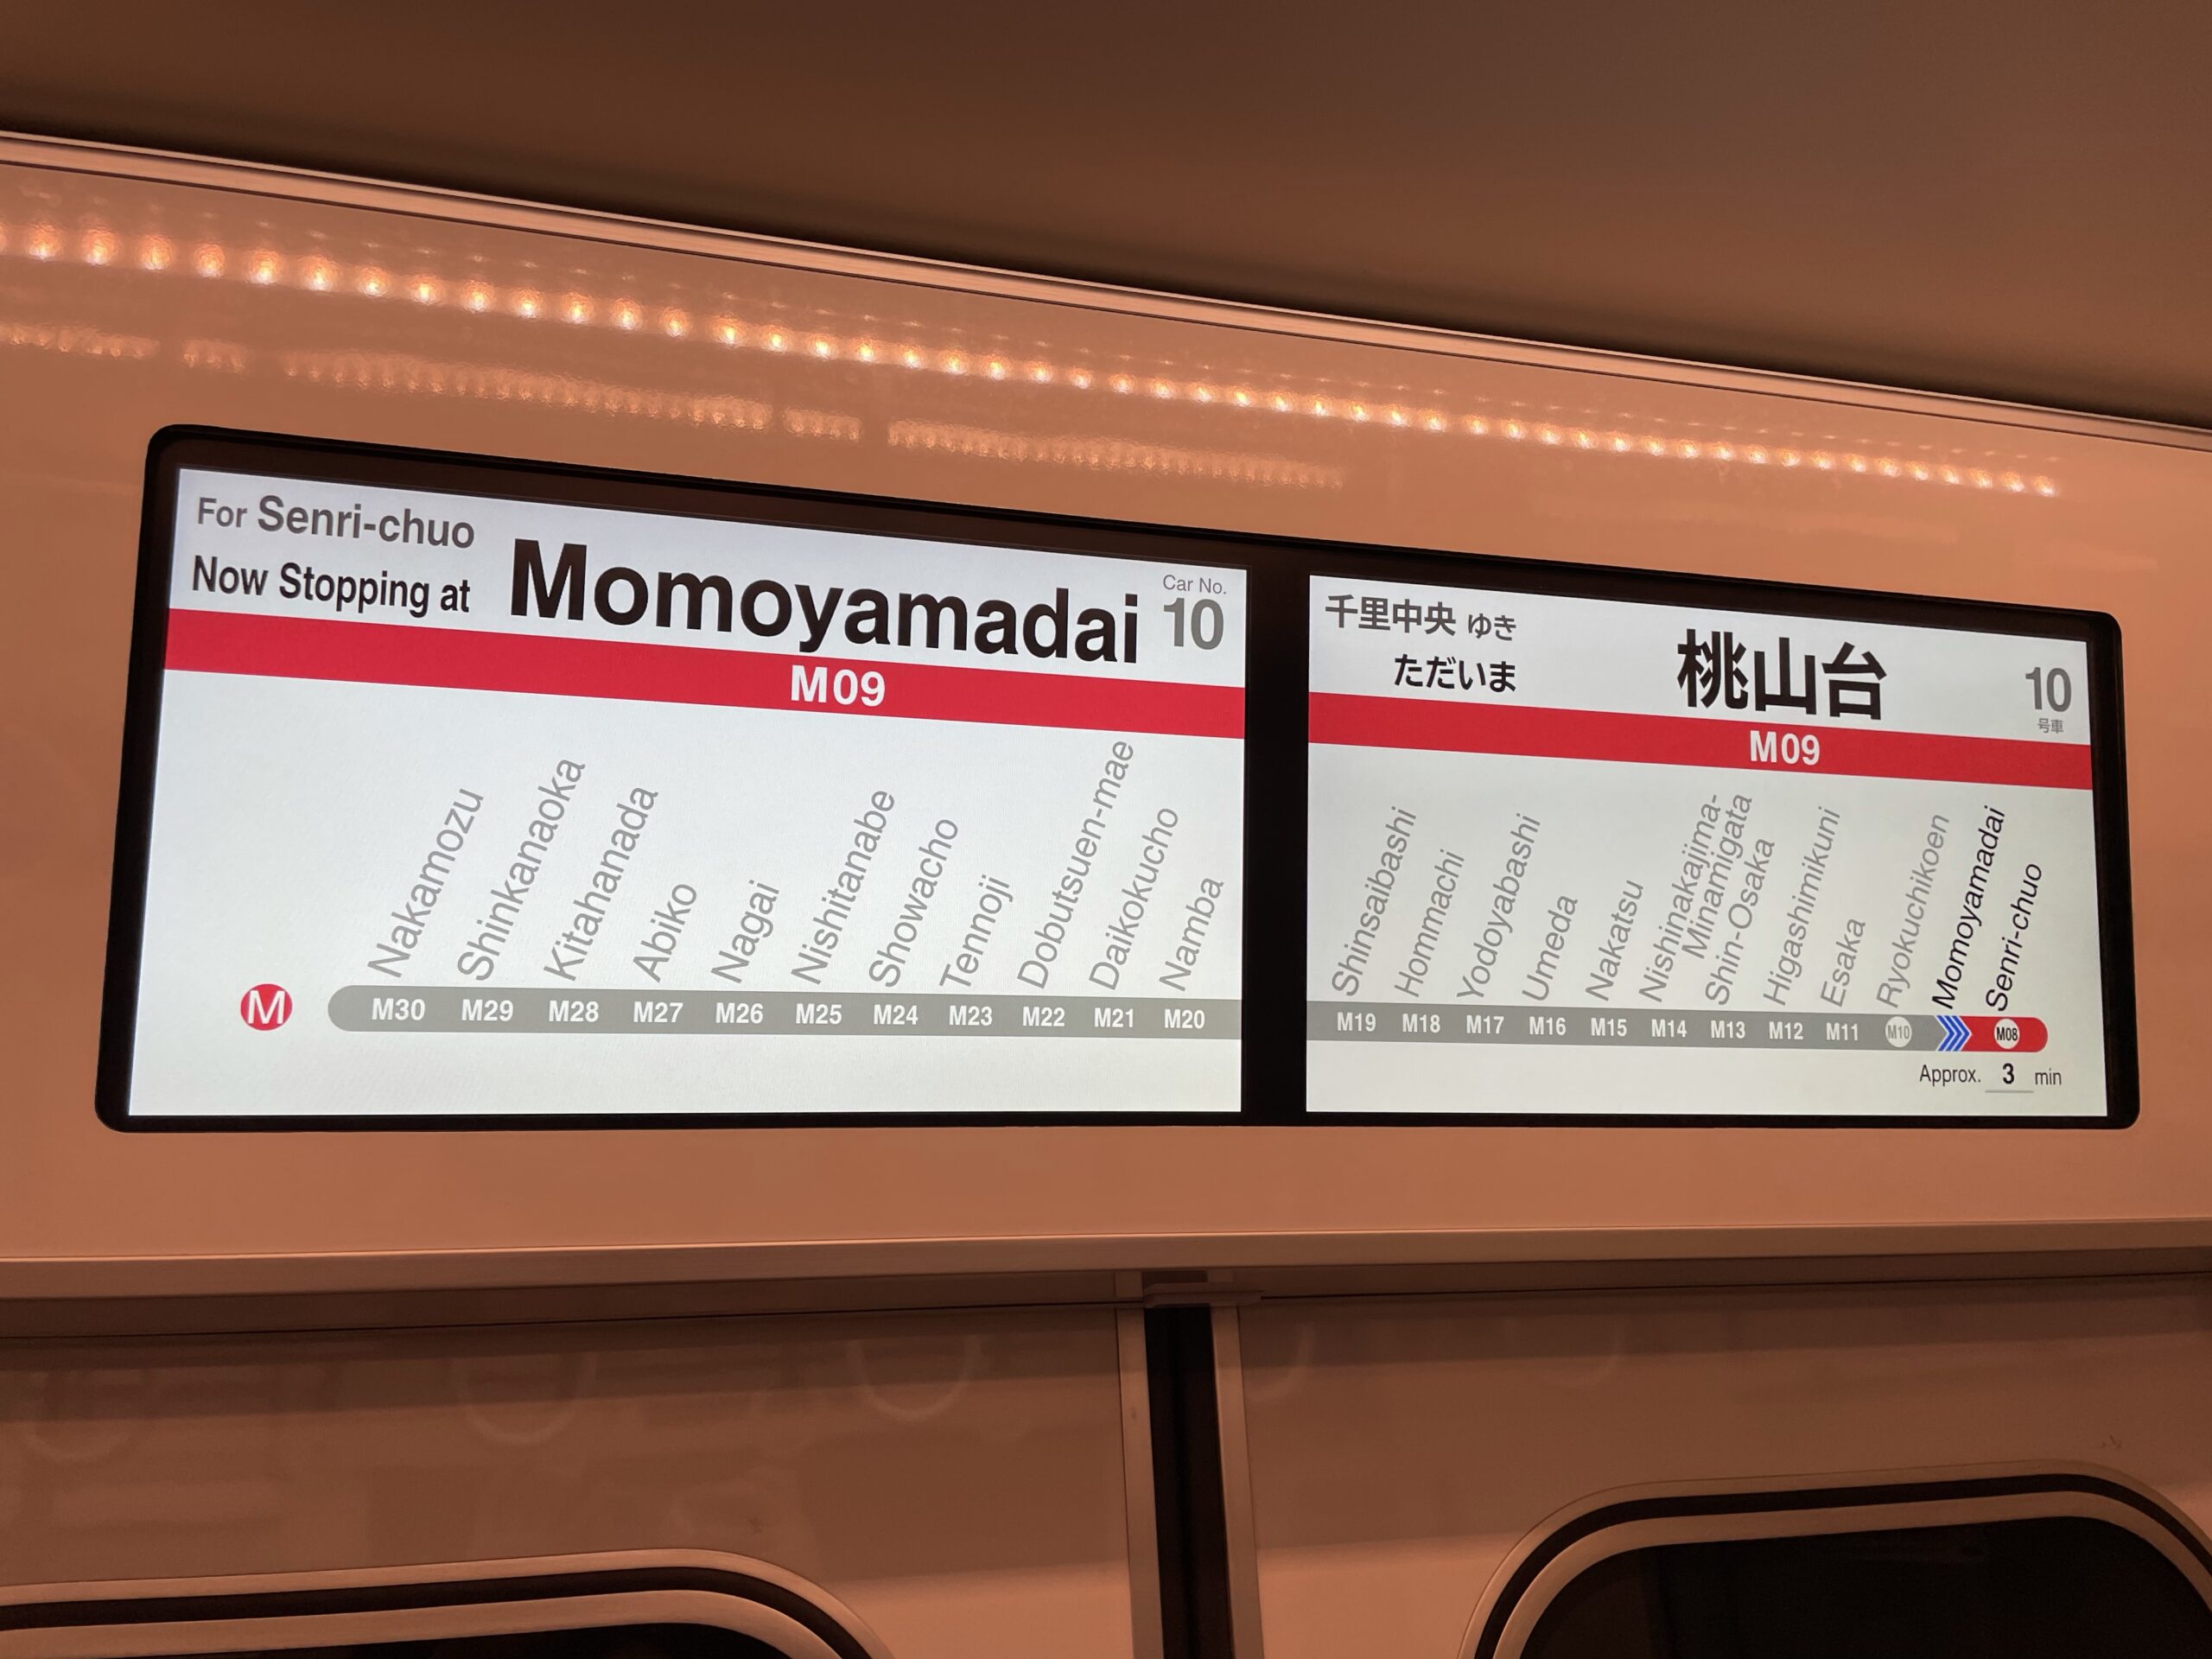 For Senri-chuo
Now Stopping at
Momoyamadai
Car No.
10
M09
Nakamozu
Shinkanaoka
Kitahanada
Abiko
Nagai
Nishitanabe
Showacho
Tennoji
Dobutsuen-mae
Daikokucho
Namba
M
M30 M29 M28 M27 M26 M25 M24 M23 M22 M21 M20
千里中央 ゆき
ただいま
桃山台
10
号車
M09
Shinsaibashi
Hommachi
Yodoyabashi
Umeda
Nakatsu
Nishinakajima-
Minamigata
Shin-Osaka
Higashimikuni
Esaka
Ryokuchikoen
Momoyamadai
Senri-chuo
M19 M18 M17 M16 M15 M14 M13 M12 M11 M10 M08
Approx. 3 min